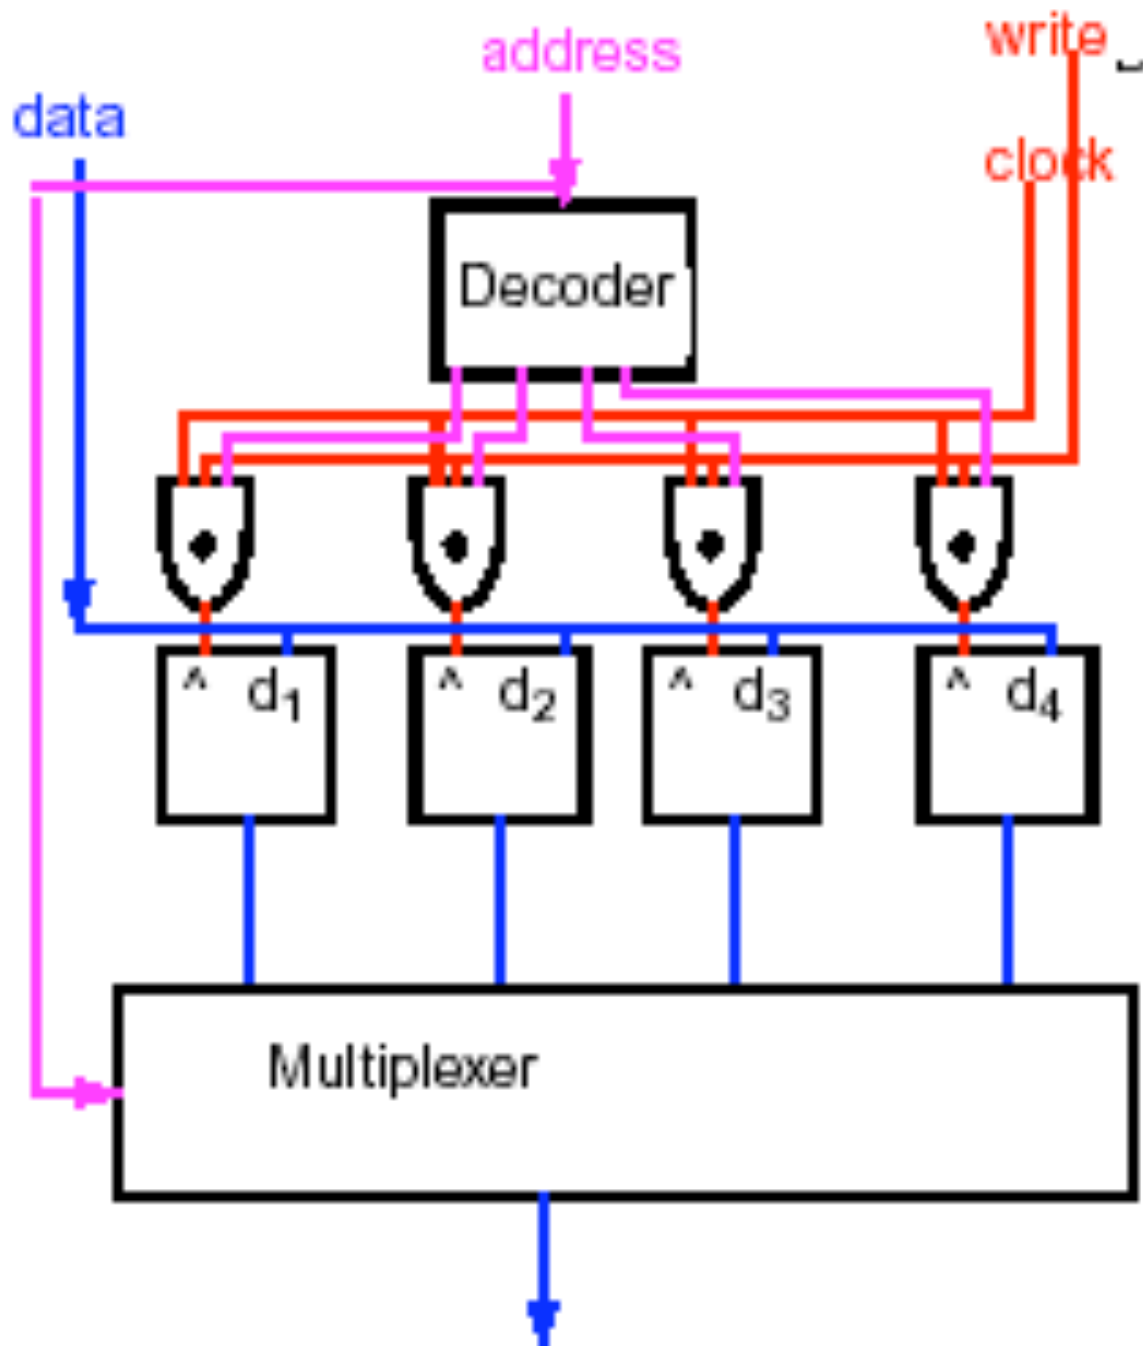 address
write
data
clock
Decoder
^ d1
^ d2
^ d3
^ d4
Multiplexer